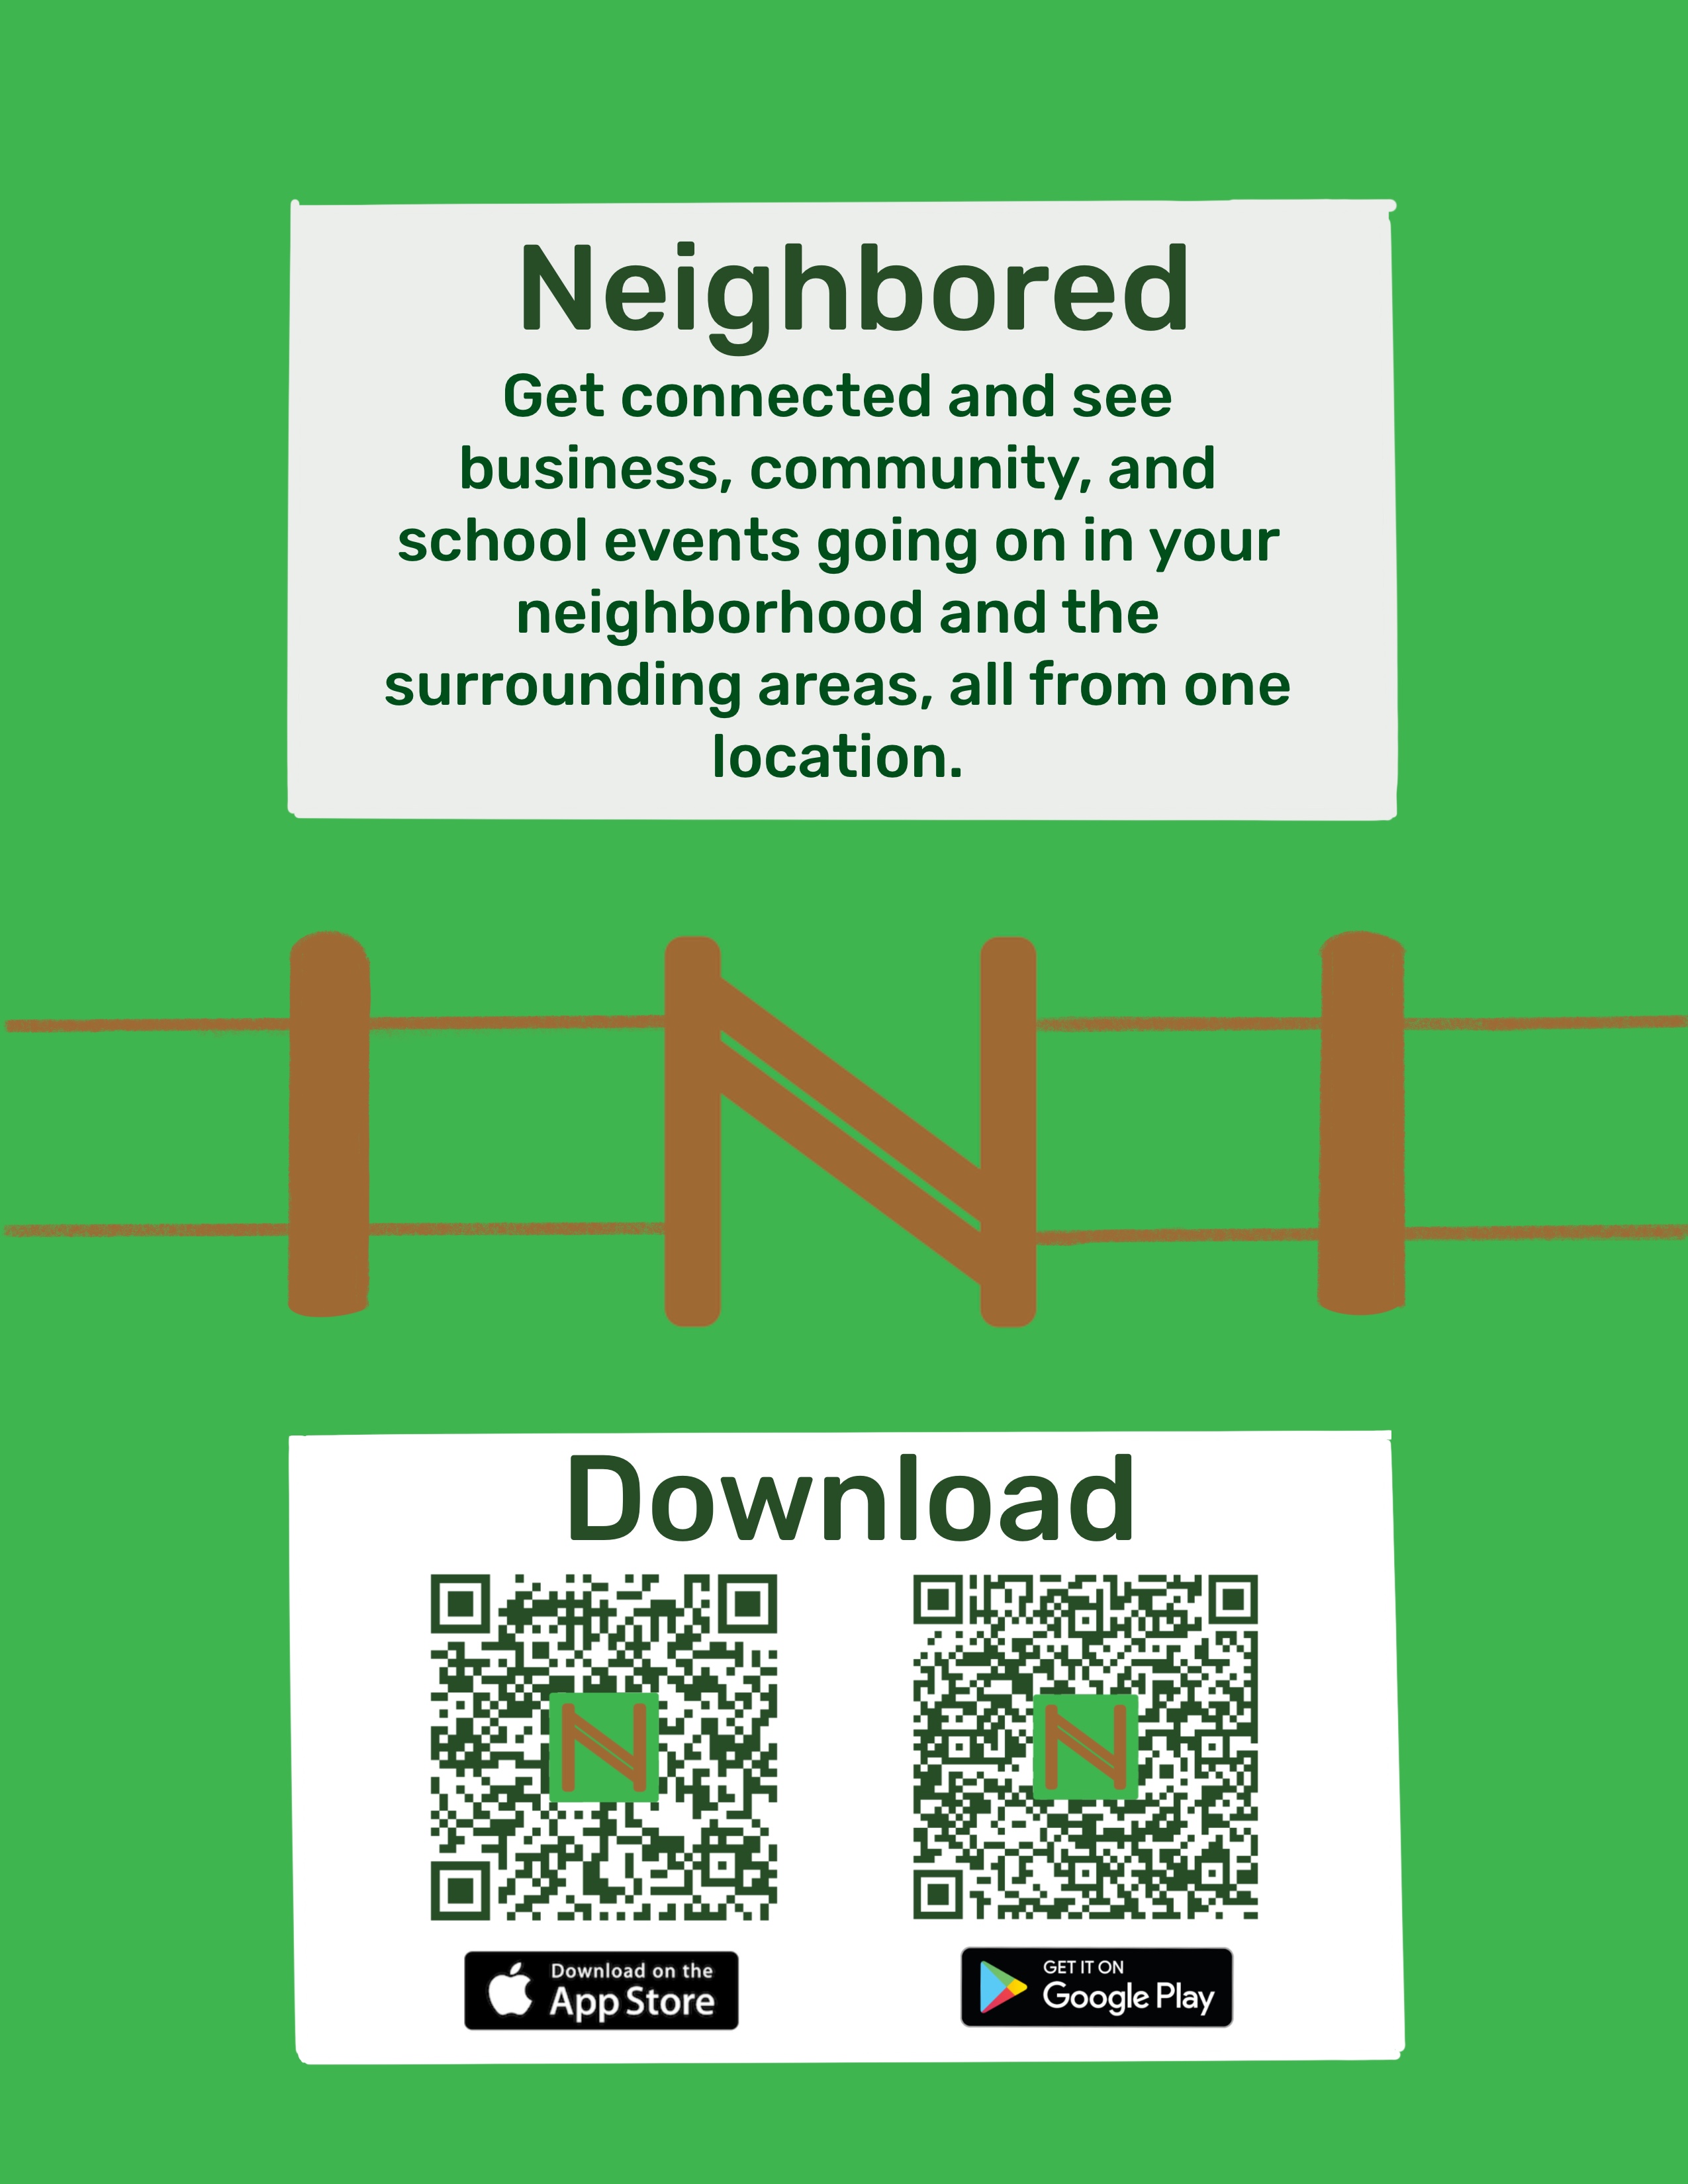 Neighbored
Get connected and see
business, community, and
school events going on in your
neighborhood and the
surrounding areas, all from one
location.
N
Download
N
N
Download on the
App Store
GET IT ON
Google Play